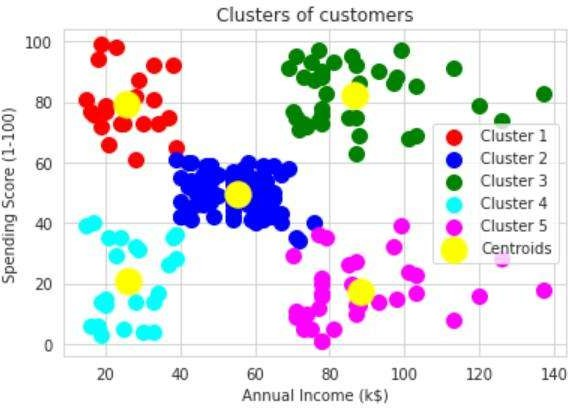 Clusters of customers
Spending Score (1-100)
100
80
60
40
20
0
Cluster 1
Cluster 2
Cluster 3
Cluster 4
Cluster 5
Centroids
20 40 60 80 100 120 140
Annual Income (k$)